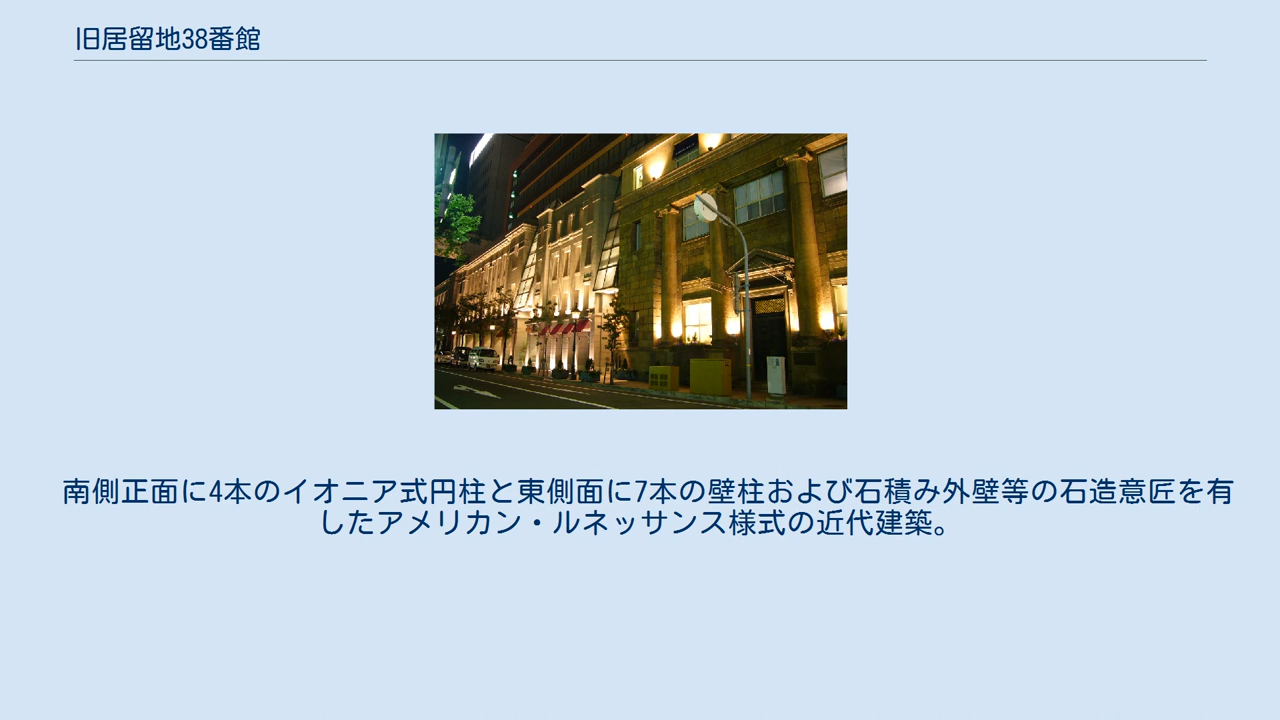 旧居留地38番館
南側正面に4本のイオニア式円柱と東側面に7本の壁柱および石積み外壁等の石造意匠を有
したアメリカン・ルネッサンス様式の近代建築。